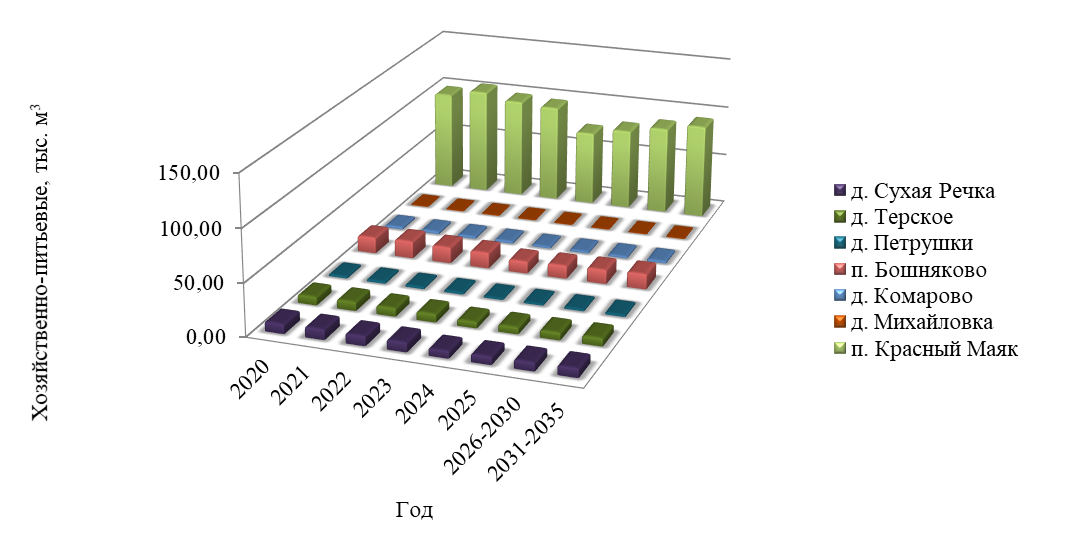 Хозяйственно-питьевые, тыс. м³
150,00
100,00
50,00
0,00
2020
2021
2022
2023
2024
2025
2026-2030
2031-2035
Год
д. Сухая Речка
д. Терское
д. Петрушки
п. Бошняково
д. Комарово
д. Михайловка
п. Красный Маяк